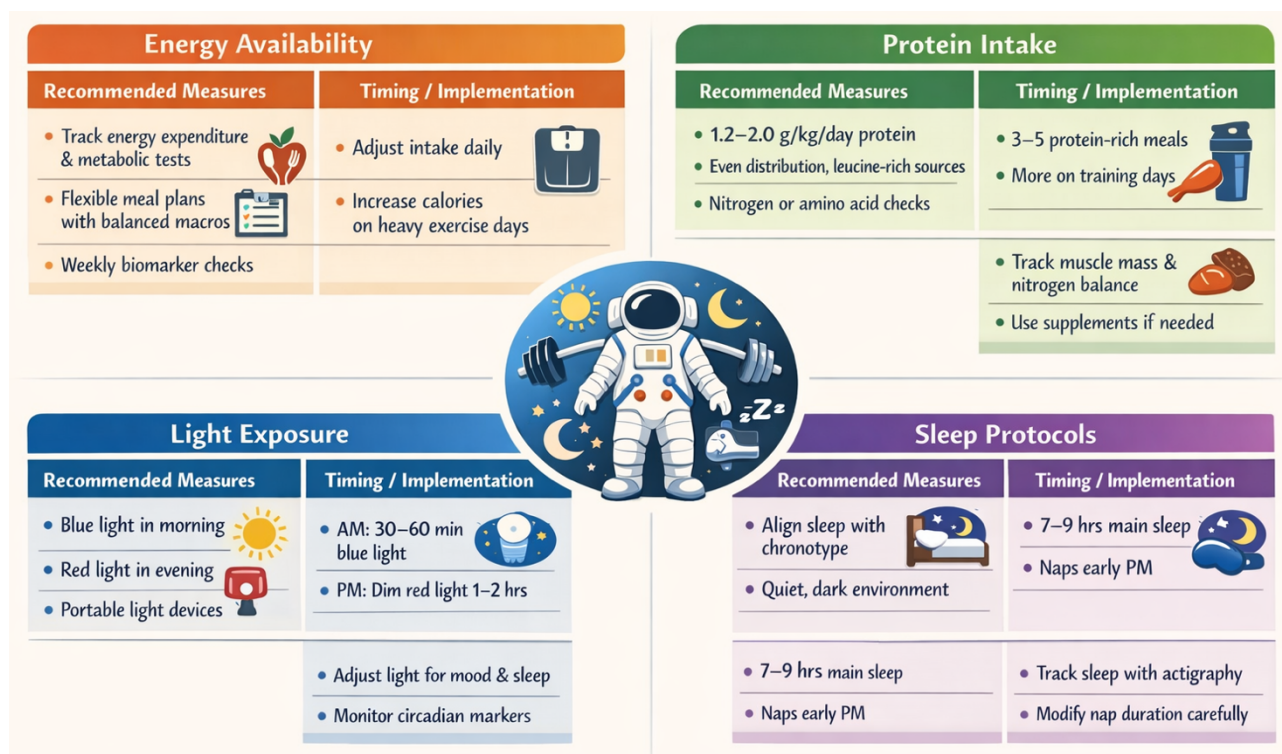 Energy Availability
Recommended Measures
Timing / Implementation
• Track energy expenditure
& metabolic tests
• Flexible meal plans
with balanced macros
• Weekly biomarker checks
• Adjust intake daily
• Increase calories
on heavy exercise days
Protein Intake
Recommended Measures
Timing / Implementation
• 1.2–2.0 g/kg/day protein
• Even distribution, leucine-rich sources
• Nitrogen or amino acid checks
• 3–5 protein-rich meals
• More on training days
• Track muscle mass &
nitrogen balance
• Use supplements if needed
zZz
Light Exposure
Recommended Measures
Timing / Implementation
• Blue light in morning
• Red light in evening
• Portable light devices
• AM: 30–60 min
blue light
• PM: Dim red light 1–2 hrs
• Adjust light for mood & sleep
• Monitor circadian markers
Sleep Protocols
Recommended Measures
Timing / Implementation
• Align sleep with
chronotype
• Quiet, dark environment
• 7–9 hrs main sleep
• Naps early PM
• 7–9 hrs main sleep
• Naps early PM
• Track sleep with actigraphy
• Modify nap duration carefully